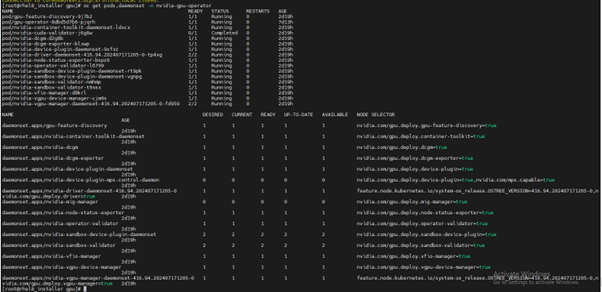 [root@rhel8_installer gpu]# oc get pods,daemonset -n nvidia-gpu-operator
NAME READY STATUS RESTARTS AGE
pod/gpu-feature-discovery-9j7b2 1/1 Running 0 2d19h
pod/gpu-operator 1/1 Running 0 2d19h
pod/nvidia-container-toolkit-daemonset-ldxcx 1/1 Running 0 2d19h
pod/nvidia-cuda-validator-j6g8w 0/1 Completed 0 2d19h
pod/nvidia-dcgm-d2g8b 1/1 Running 0 2d19h
pod/nvidia-dcgm-exporter-blxwp 1/1 Running 0 2d19h
pod/nvidia-device-plugin-daemonset-9sfxz 1/1 Running 0 2d19h
pod/nvidia-driver-daemonset-416.94.202407171205-0-tp4xg 2/2 Running 0 2d19h
pod/nvidia-node-status-exporter-bspz6 1/1 Running 0 2d19h
pod/nvidia-operator-validator-l6799 1/1 Running 0 2d19h
pod/nvidia-sandbox-device-plugin-daemonset-rt9pk 1/1 Running 0 2d19h
pod/nvidia-sandbox-device-plugin-daemonset-vgnpg 1/1 Running 0 2d19h
pod/nvidia-sandbox-validator 1/1 Running 0 2d19h
pod/nvidia-sandbox-validator-t9xxx 1/1 Running 0 2d19h
pod/nvidia-vfio-manager-ddkrl 1/1 Running 0 2d19h
pod/nvidia-vgpu-device-manager-cjm9s 1/1 Running 0 2d19h
pod/nvidia-vgpu-manager-daemonset-416.94.202407171205-0-fd959 2/2 Running 0 2d19h
NAME DESIRED CURRENT READY UP-TO-DATE AVAILABLE NODE SELECTOR
AGE
daemonset.apps/gpu-feature-discovery 1 1 1 1 1 nvidia.com/gpu.deploy.gpu-feature-discovery=true
2d19h
daemonset.apps/nvidia-container-toolkit-daemonset 1 1 1 1 1 nvidia.com/gpu.deploy.container-toolkit=true
2d19h
daemonset.apps/nvidia-dcgm 1 1 1 1 1 nvidia.com/gpu.deploy.dcgm=true
2d19h
daemonset.apps/nvidia-dcgm-exporter 1 1 1 1 1 nvidia.com/gpu.deploy.dcgm-exporter=true
2d19h
daemonset.apps/nvidia-device-plugin-daemonset 1 1 1 1 1 nvidia.com/gpu.deploy.device-plugin=true
2d19h
daemonset.apps/nvidia-device-plugin-mps-control-daemon 0 0 0 0 0 nvidia.com/gpu.deploy.device-plugin=true,nvidia.com/mps.capable=true
2d19h
daemonset.apps/nvidia-driver-daemonset-416.94.202407171205-0 1 1 1 1 1 feature.node.kubernetes.io/system-os_release.OSTREE_VERSION=416.94.202407171205-0,n
vidia.com/gpu.deploy.driver=true 2d19h
daemonset.apps/nvidia-mig-manager 0 0 0 0 0 nvidia.com/gpu.deploy.mig-manager=true
2d19h
daemonset.apps/nvidia-node-status-exporter 1 1 1 1 1 nvidia.com/gpu.deploy.node-status-exporter=true
2d19h
daemonset.apps/nvidia-operator-validator 1 1 1 1 1 nvidia.com/gpu.deploy.operator-validator=true
2d19h
daemonset.apps/nvidia-sandbox-device-plugin-daemonset 2 2 2 2 2 nvidia.com/gpu.deploy.sandbox-device-plugin=true
2d19h
daemonset.apps/nvidia-sandbox-validator 2 2 2 2 2 nvidia.com/gpu.deploy.sandbox-validator=true
2d19h
daemonset.apps/nvidia-vfio-manager 1 1 1 1 1 nvidia.com/gpu.deploy.vfio-manager=true
2d19h
daemonset.apps/nvidia-vgpu-device-manager 1 1 1 1 1 nvidia.com/gpu.deploy.vgpu-device-manager=true
2d19h
daemonset.apps/nvidia-vgpu-manager-daemonset-416.94.202407171205-0 1 1 1 1 1 feature.node.kubernetes.io/system-os_release.OSTREE_VERSION=416.94.202407171205-0,n
vidia.com/gpu.deploy.vgpu-manager=true 2d19h
[root@rhel8_installer gpu]#
Activate Windows
Go to Settings to activate Windows.